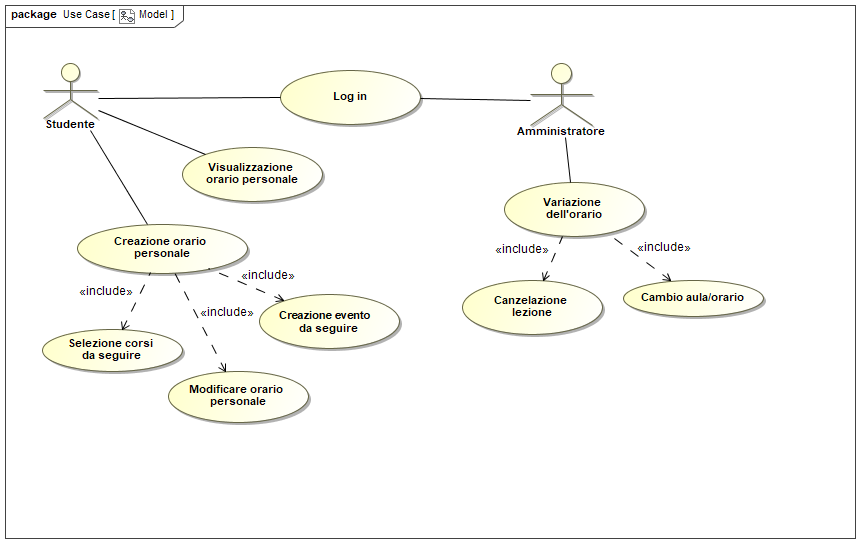 package Use Case [ Model ]
Studente
Log in
Amministratore
Visualizzazione
orario personale
Variazione
dell'orario
Creazione orario
personale
«include»
«include»
«include»
«include»
«include»
Canzelazione
lezione
Cambio aula/orario
Creazione evento
da seguire
Selezione corsi
da seguire
Modificare orario
personale